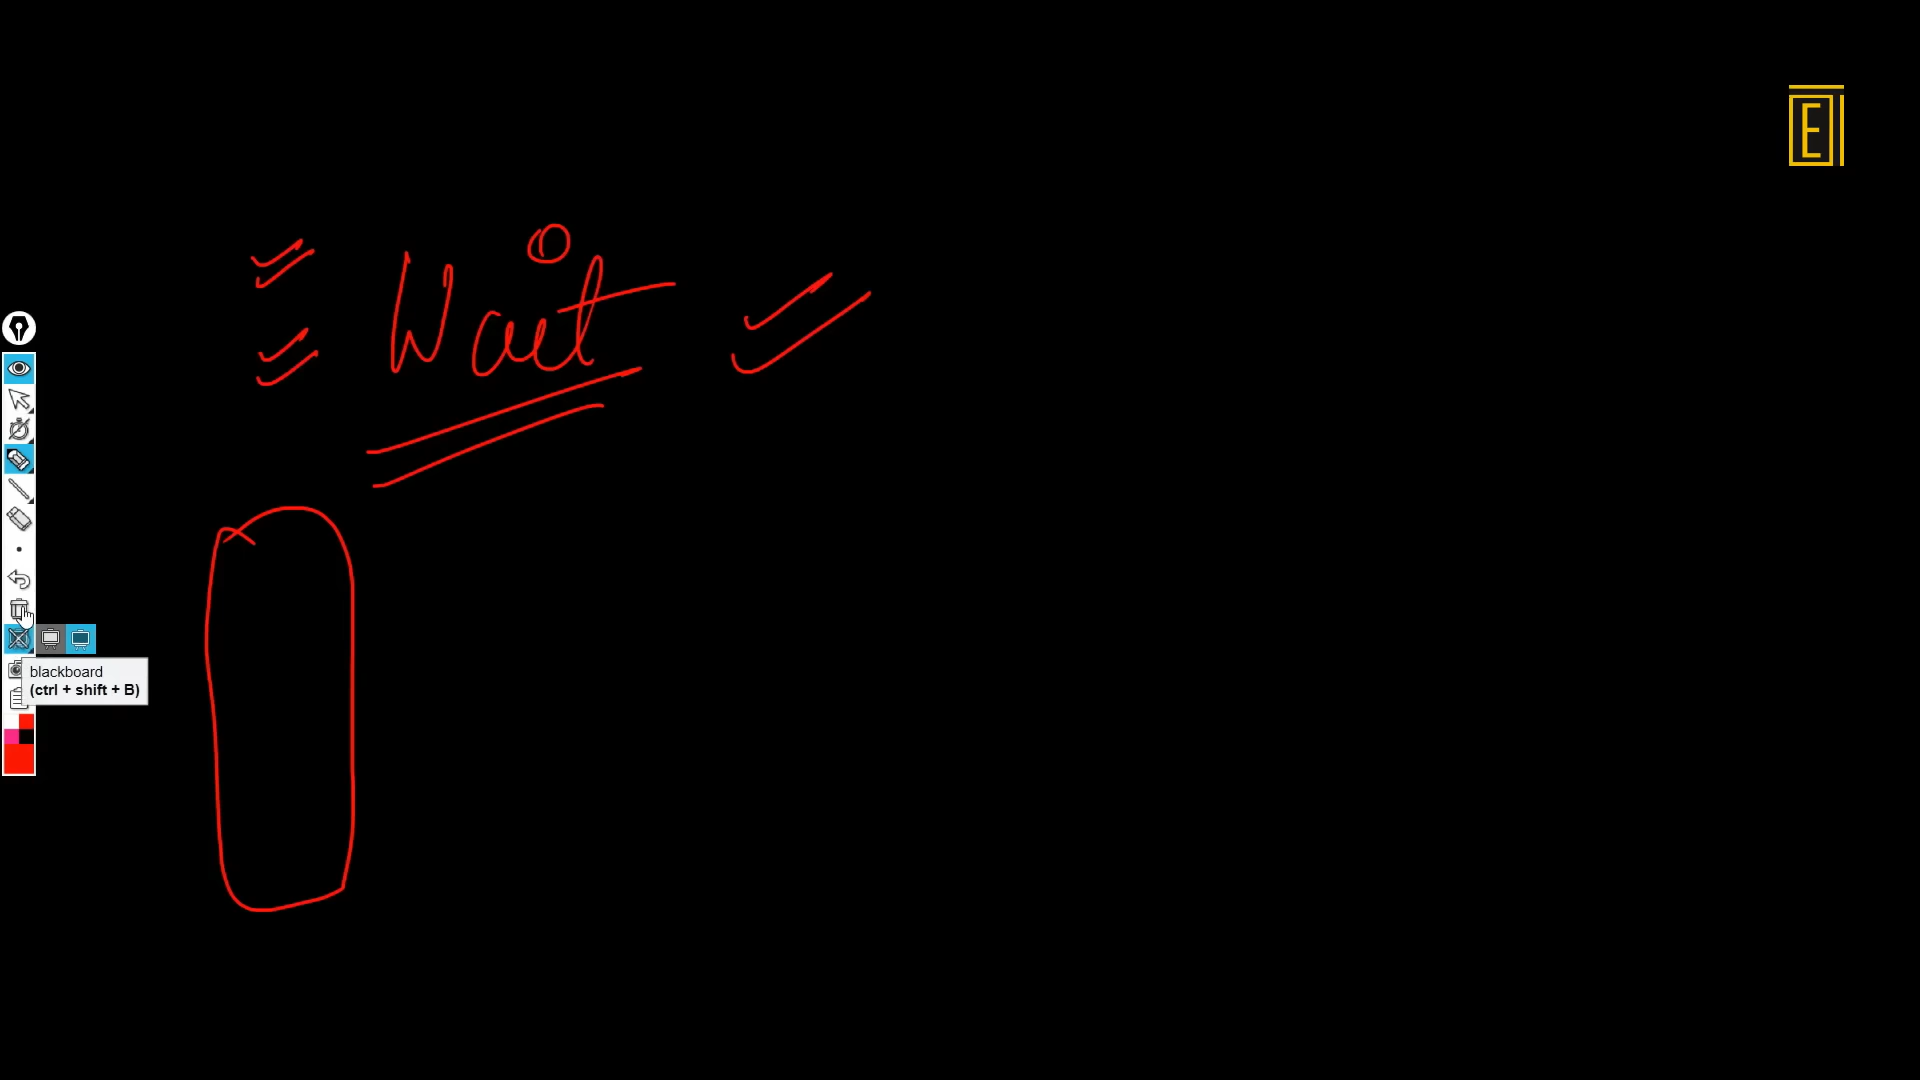 E
Wait
blackboard
(ctrl + shift + B)